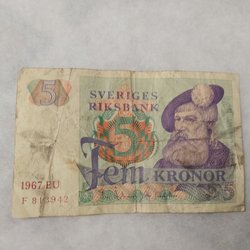 5
SVERIGES
RIKSBANK
5
Fem KRONOR
1967 EU